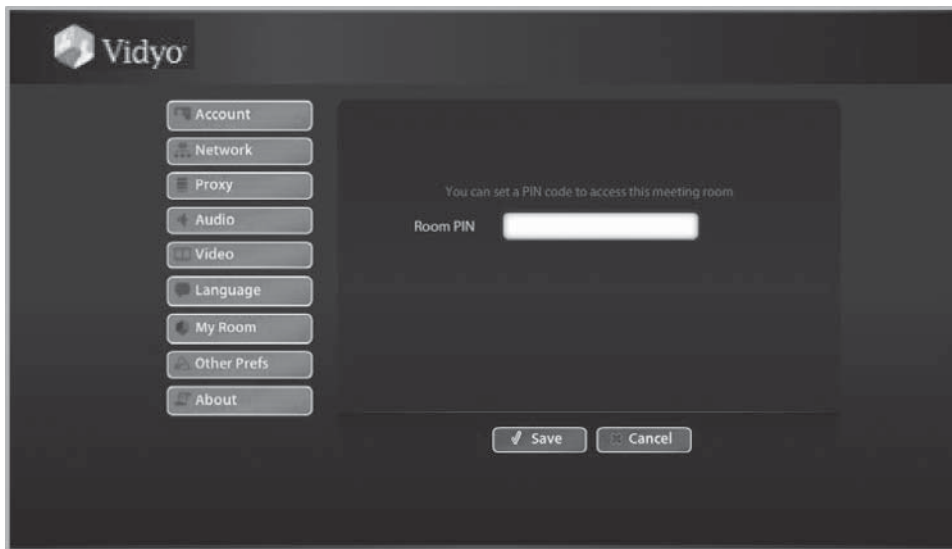 Vidyo
Account
Network
Proxy
Audio
Video
Language
My Room
Other Prefs
About
You can set a PIN code to access this meeting room
Room PIN
Save
Cancel